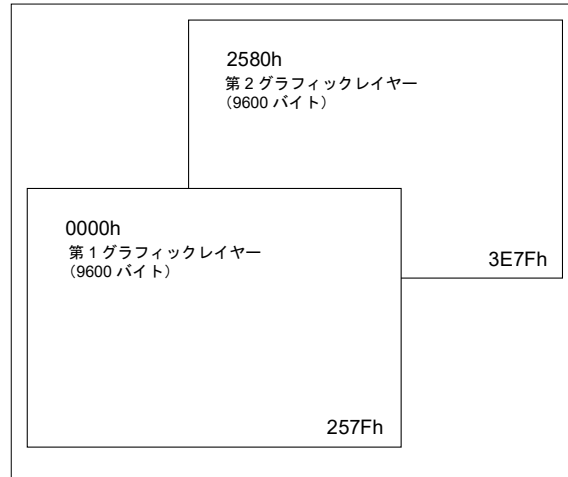 2580h
第2グラフィックレイヤー
（9600 バイト）
3E7Fh
0000h
第1グラフィックレイヤー
（9600 バイト）
257Fh